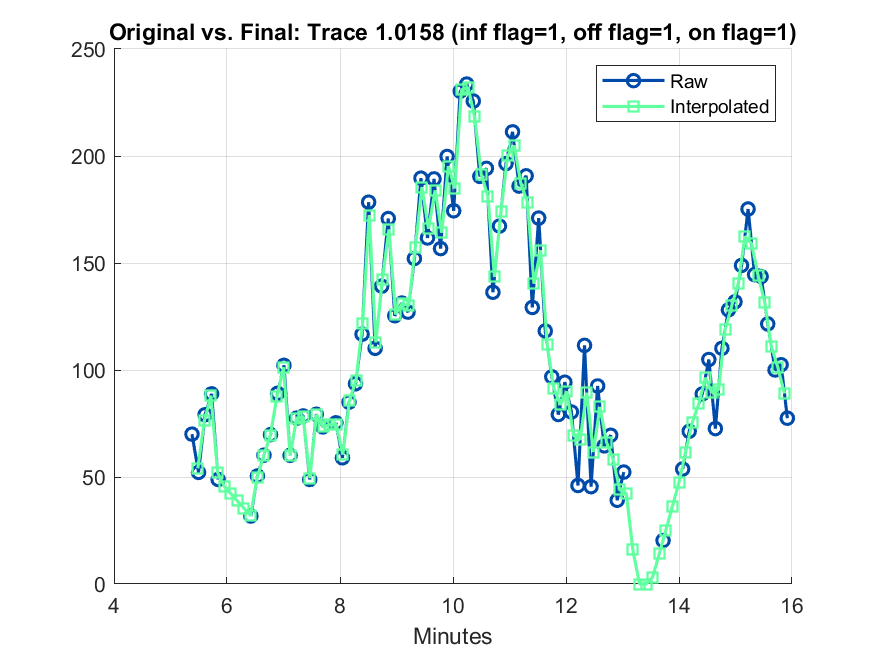 Original vs. Final: Trace 1.0158 (inf flag=1, off flag=1, on flag=1)
250
200
150
100
50
0
4 6 8 10 12 14 16
Minutes
Raw
Interpolated